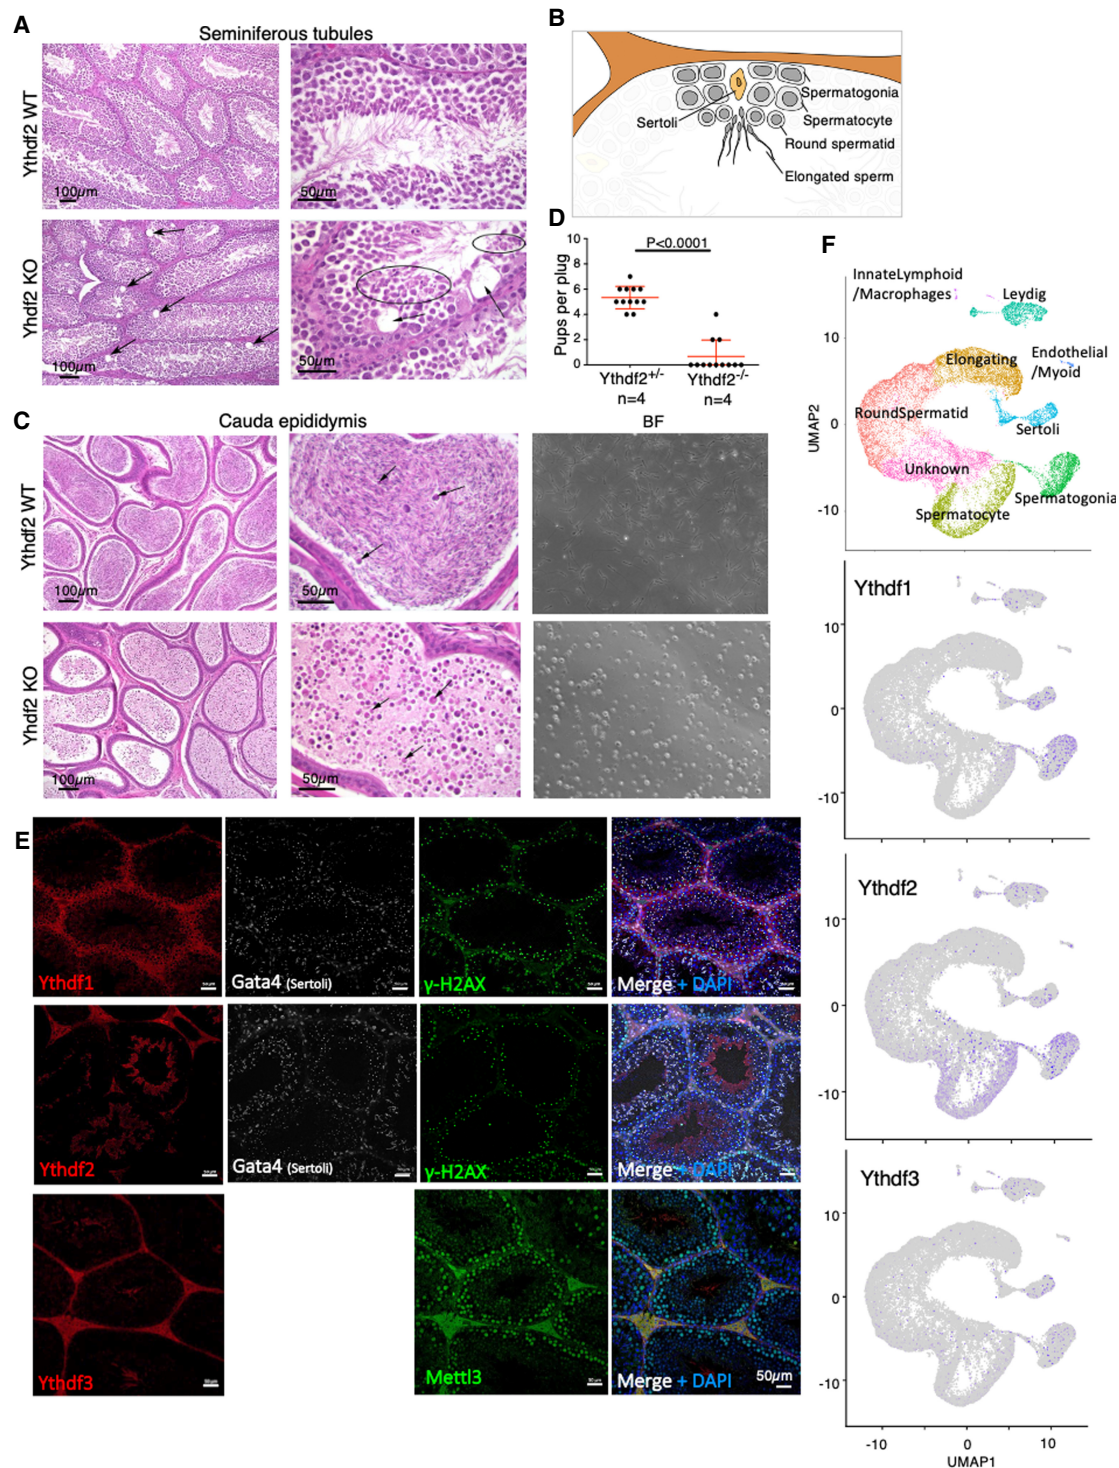 A
Seminiferous tubules
Ythdf2 WT
100µm
50µm
Yhdf2 KO
100µm
50µm
B
Sertoli
Spermatogonia
Spermatocyte
Round spermatid
Elongated sperm
C
Cauda epididymis
BF
Ythdf2 WT
100µm
50µm
Yhdf2 KO
100µm
50µm
D
P<0.0001
Pups per plug
10
8
6
4
2
0
Ythdf2+/-
n=4
Ythdf2-/-
n=4
E
Ythdf1
Gata4 (Sertoli)
γ-H2AX
Merge + DAPI
Ythdf2
Gata4 (Sertoli)
γ-H2AX
Merge + DAPI
Ythdf3
Mettl3
Merge + DAPI
50µm
F
InnateLymphoid
/Macrophages
Leydig
Elongating
Endothelial
/Myoid
RoundSpermatid
Sertoli
Unknown
Spermatogonia
Spermatocyte
UMAP2
10
0
-10
Ythdf1
10
0
-10
Ythdf2
10
0
-10
Ythdf3
10
0
-10
-10
0
10
UMAP1